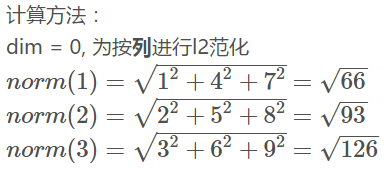 计算方法：
dim = 0, 为按列进行l2范化
norm(1) = √(1² + 4² + 7²) = √66
norm(2) = √(2² + 5² + 8²) = √93
norm(3) = √(3² + 6² + 9²) = √126